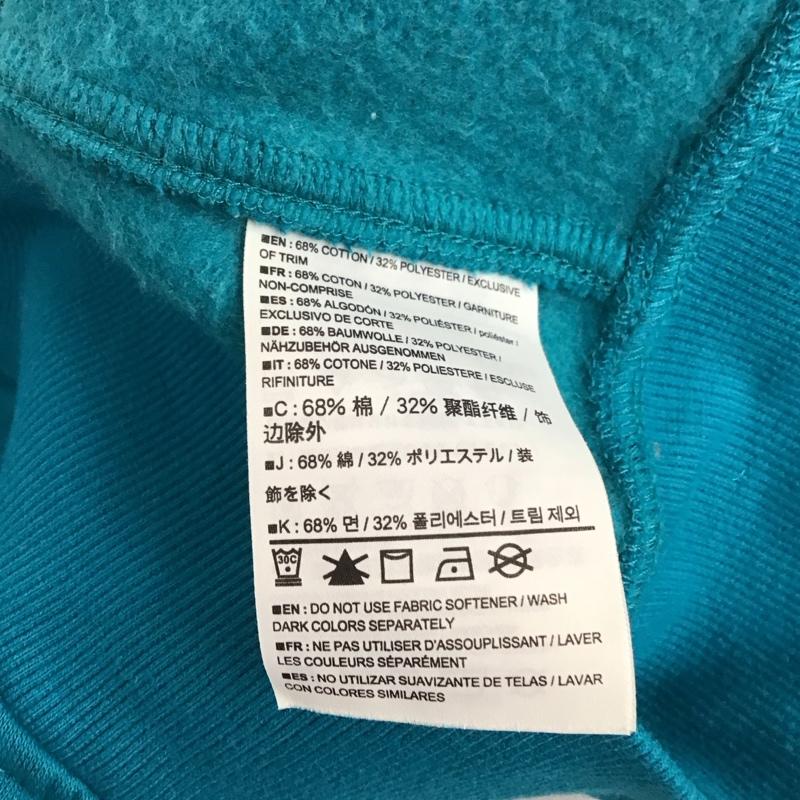 ■EN : 68% COTTON / 32% POLYESTER / EXCLUSIVE
OF TRIM
■FR : 68% COTON / 32% POLYESTER / GARNITURE
NON-COMPRISE
■ES : 68% ALGODÓN / 32% POLIÉSTER / poliéster /
EXCLUSIVO DE CORTE
■DE : 68% BAUMWOLLE / 32% POLYESTER /
NÄHZUBEHÖR AUSGENOMMEN
■IT : 68% COTONE / 32% POLIESTERE / ESCLUSE
RIFINITURE
■C : 68% 棉 / 32% 聚酯纤维 / 饰
边除外
■J : 68% 綿 / 32% ポリエステル / 装
飾を除く
■K : 68% 면 / 32% 폴리에스터 / 트림 제외
30C
■EN : DO NOT USE FABRIC SOFTENER / WASH
DARK COLORS SEPARATELY
■FR : NE PAS UTILISER D'ASSOUPLISSANT / LAVER
LES COULEURS SÉPARÉMENT
■ES : NO UTILIZAR SUAVIZANTE DE TELAS / LAVAR
CON COLORES SIMILARES